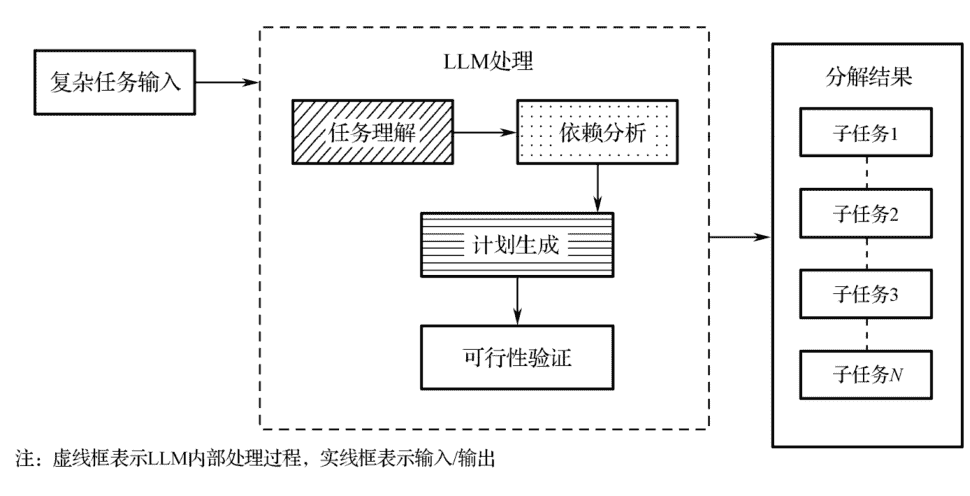 复杂任务输入
LLM处理
任务理解
依赖分析
计划生成
可行性验证
分解结果
子任务1
子任务2
子任务3
子任务N
注：虚线框表示LLM内部处理过程，实线框表示输入/输出